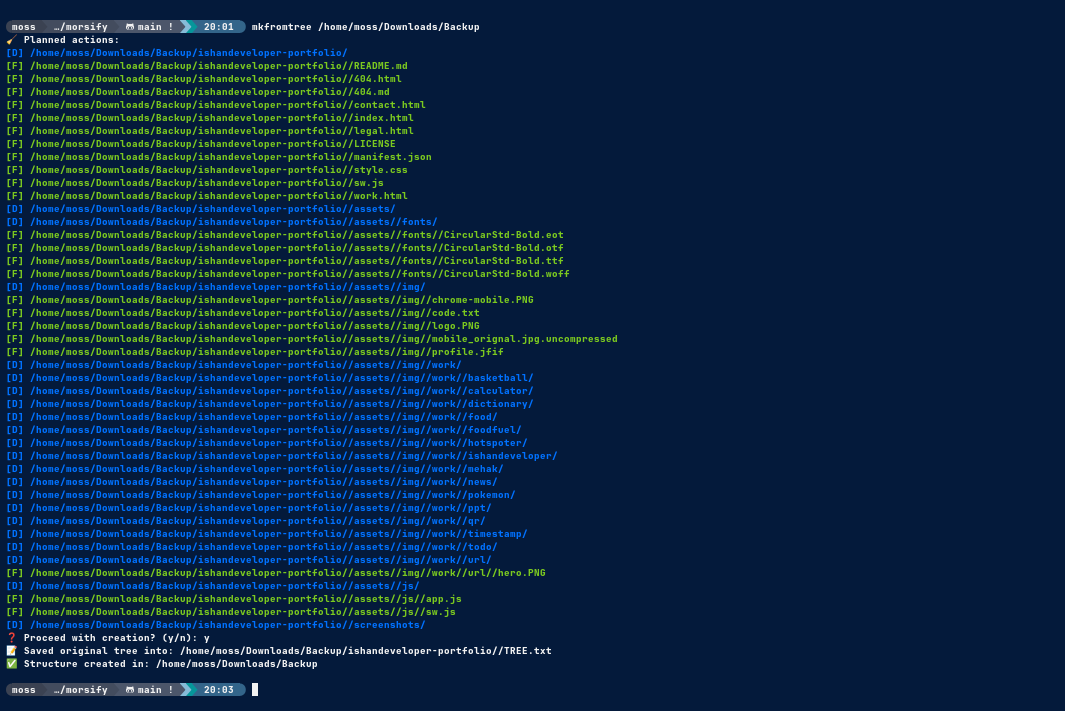 moss …/morsify main ! 20:01 mkfromtree /home/moss/Downloads/Backup
Planned actions:
[D] /home/moss/Downloads/Backup/ishandeveloper-portfolio/
[F] /home/moss/Downloads/Backup/ishandeveloper-portfolio//README.md
[F] /home/moss/Downloads/Backup/ishandeveloper-portfolio//404.html
[F] /home/moss/Downloads/Backup/ishandeveloper-portfolio//404.md
[F] /home/moss/Downloads/Backup/ishandeveloper-portfolio//contact.html
[F] /home/moss/Downloads/Backup/ishandeveloper-portfolio//index.html
[F] /home/moss/Downloads/Backup/ishandeveloper-portfolio//legal.html
[F] /home/moss/Downloads/Backup/ishandeveloper-portfolio//LICENSE
[F] /home/moss/Downloads/Backup/ishandeveloper-portfolio//manifest.json
[F] /home/moss/Downloads/Backup/ishandeveloper-portfolio//style.css
[F] /home/moss/Downloads/Backup/ishandeveloper-portfolio//sw.js
[F] /home/moss/Downloads/Backup/ishandeveloper-portfolio//work.html
[D] /home/moss/Downloads/Backup/ishandeveloper-portfolio//assets/
[D] /home/moss/Downloads/Backup/ishandeveloper-portfolio//assets//fonts/
[F] /home/moss/Downloads/Backup/ishandeveloper-portfolio//assets//fonts//CircularStd-Bold.eot
[F] /home/moss/Downloads/Backup/ishandeveloper-portfolio//assets//fonts//CircularStd-Bold.otf
[F] /home/moss/Downloads/Backup/ishandeveloper-portfolio//assets//fonts//CircularStd-Bold.ttf
[F] /home/moss/Downloads/Backup/ishandeveloper-portfolio//assets//fonts//CircularStd-Bold.woff
[D] /home/moss/Downloads/Backup/ishandeveloper-portfolio//assets//img/
[F] /home/moss/Downloads/Backup/ishandeveloper-portfolio//assets//img//chrome-mobile.PNG
[F] /home/moss/Downloads/Backup/ishandeveloper-portfolio//assets//img//code.txt
[F] /home/moss/Downloads/Backup/ishandeveloper-portfolio//assets//img//logo.PNG
[F] /home/moss/Downloads/Backup/ishandeveloper-portfolio//assets//img//mobile_orignal.jpg.uncompressed
[F] /home/moss/Downloads/Backup/ishandeveloper-portfolio//assets//img//profile.jfif
[D] /home/moss/Downloads/Backup/ishandeveloper-portfolio//assets//img//work/
[D] /home/moss/Downloads/Backup/ishandeveloper-portfolio//assets//img//work//basketball/
[D] /home/moss/Downloads/Backup/ishandeveloper-portfolio//assets//img//work//calculator/
[D] /home/moss/Downloads/Backup/ishandeveloper-portfolio//assets//img//work//dictionary/
[D] /home/moss/Downloads/Backup/ishandeveloper-portfolio//assets//img//work//food/
[D] /home/moss/Downloads/Backup/ishandeveloper-portfolio//assets//img//work//foodfuel/
[D] /home/moss/Downloads/Backup/ishandeveloper-portfolio//assets//img//work//hotspoter/
[D] /home/moss/Downloads/Backup/ishandeveloper-portfolio//assets//img//work//ishandeveloper/
[D] /home/moss/Downloads/Backup/ishandeveloper-portfolio//assets//img//work//mehak/
[D] /home/moss/Downloads/Backup/ishandeveloper-portfolio//assets//img//work//news/
[D] /home/moss/Downloads/Backup/ishandeveloper-portfolio//assets//img//work//pokemon/
[D] /home/moss/Downloads/Backup/ishandeveloper-portfolio//assets//img//work//ppt/
[D] /home/moss/Downloads/Backup/ishandeveloper-portfolio//assets//img//work//qr/
[D] /home/moss/Downloads/Backup/ishandeveloper-portfolio//assets//img//work//timestamp/
[D] /home/moss/Downloads/Backup/ishandeveloper-portfolio//assets//img//work//todo/
[D] /home/moss/Downloads/Backup/ishandeveloper-portfolio//assets//img//work//url/
[F] /home/moss/Downloads/Backup/ishandeveloper-portfolio//assets//img//work//url//hero.PNG
[D] /home/moss/Downloads/Backup/ishandeveloper-portfolio//assets//js/
[F] /home/moss/Downloads/Backup/ishandeveloper-portfolio//assets//js//app.js
[F] /home/moss/Downloads/Backup/ishandeveloper-portfolio//assets//js//sw.js
[D] /home/moss/Downloads/Backup/ishandeveloper-portfolio//screenshots/
❓ Proceed with creation? (y/n): y
📝 Saved original tree into: /home/moss/Downloads/Backup/ishandeveloper-portfolio//TREE.txt
✅ Structure created in: /home/moss/Downloads/Backup
moss …/morsify main ! 20:03